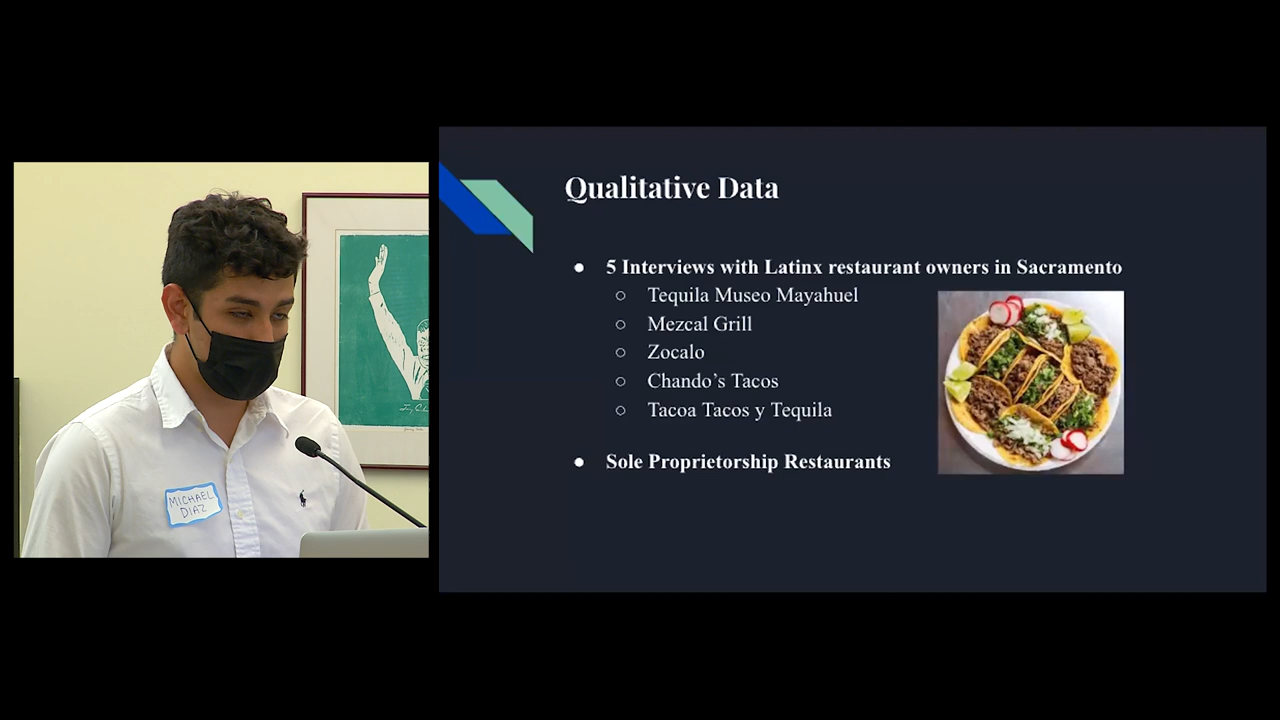 MICHAEL
DIAZ
Qualitative Data
● 5 Interviews with Latinx restaurant owners in Sacramento
○ Tequila Museo Mayahuel
○ Mezcal Grill
○ Zocalo
○ Chando’s Tacos
○ Tacoa Tacos y Tequila
● Sole Proprietorship Restaurants